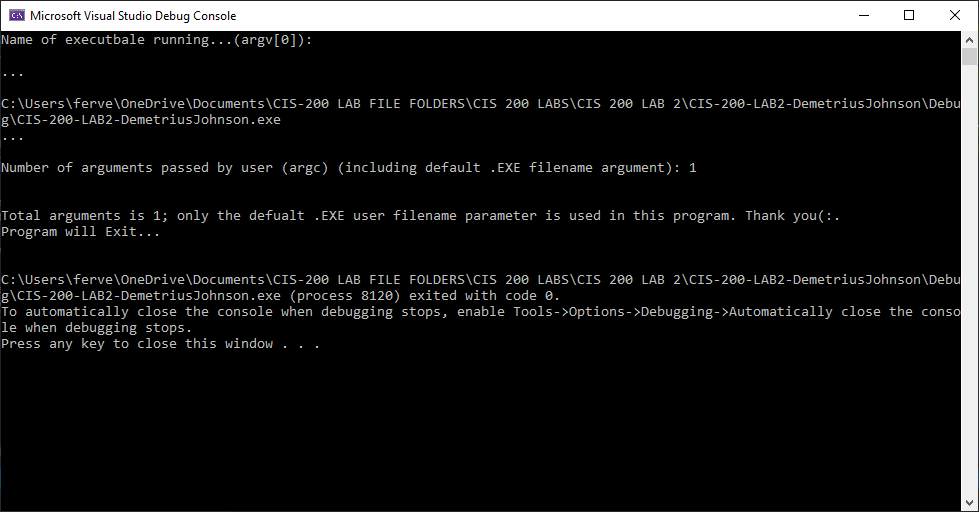 Microsoft Visual Studio Debug Console
Name of executbale running...(argv[0]):
...
C:\Users\ferve\OneDrive\Documents\CIS-200 LAB FILE FOLDERS\CIS 200 LABS\CIS 200 LAB 2\CIS-200-LAB2-DemetriusJohnson\Debu
g\CIS-200-LAB2-DemetriusJohnson.exe
...
Number of arguments passed by user (argc) (including default .EXE filename argument): 1
Total arguments is 1; only the defualt .EXE user filename parameter is used in this program. Thank you(:.
Program will Exit...
C:\Users\ferve\OneDrive\Documents\CIS-200 LAB FILE FOLDERS\CIS 200 LABS\CIS 200 LAB 2\CIS-200-LAB2-DemetriusJohnson\Debu
g\CIS-200-LAB2-DemetriusJohnson.exe (process 8120) exited with code 0.
To automatically close the console when debugging stops, enable Tools->Options->Debugging->Automatically close the conso
le when debugging stops.
Press any key to close this window . . .